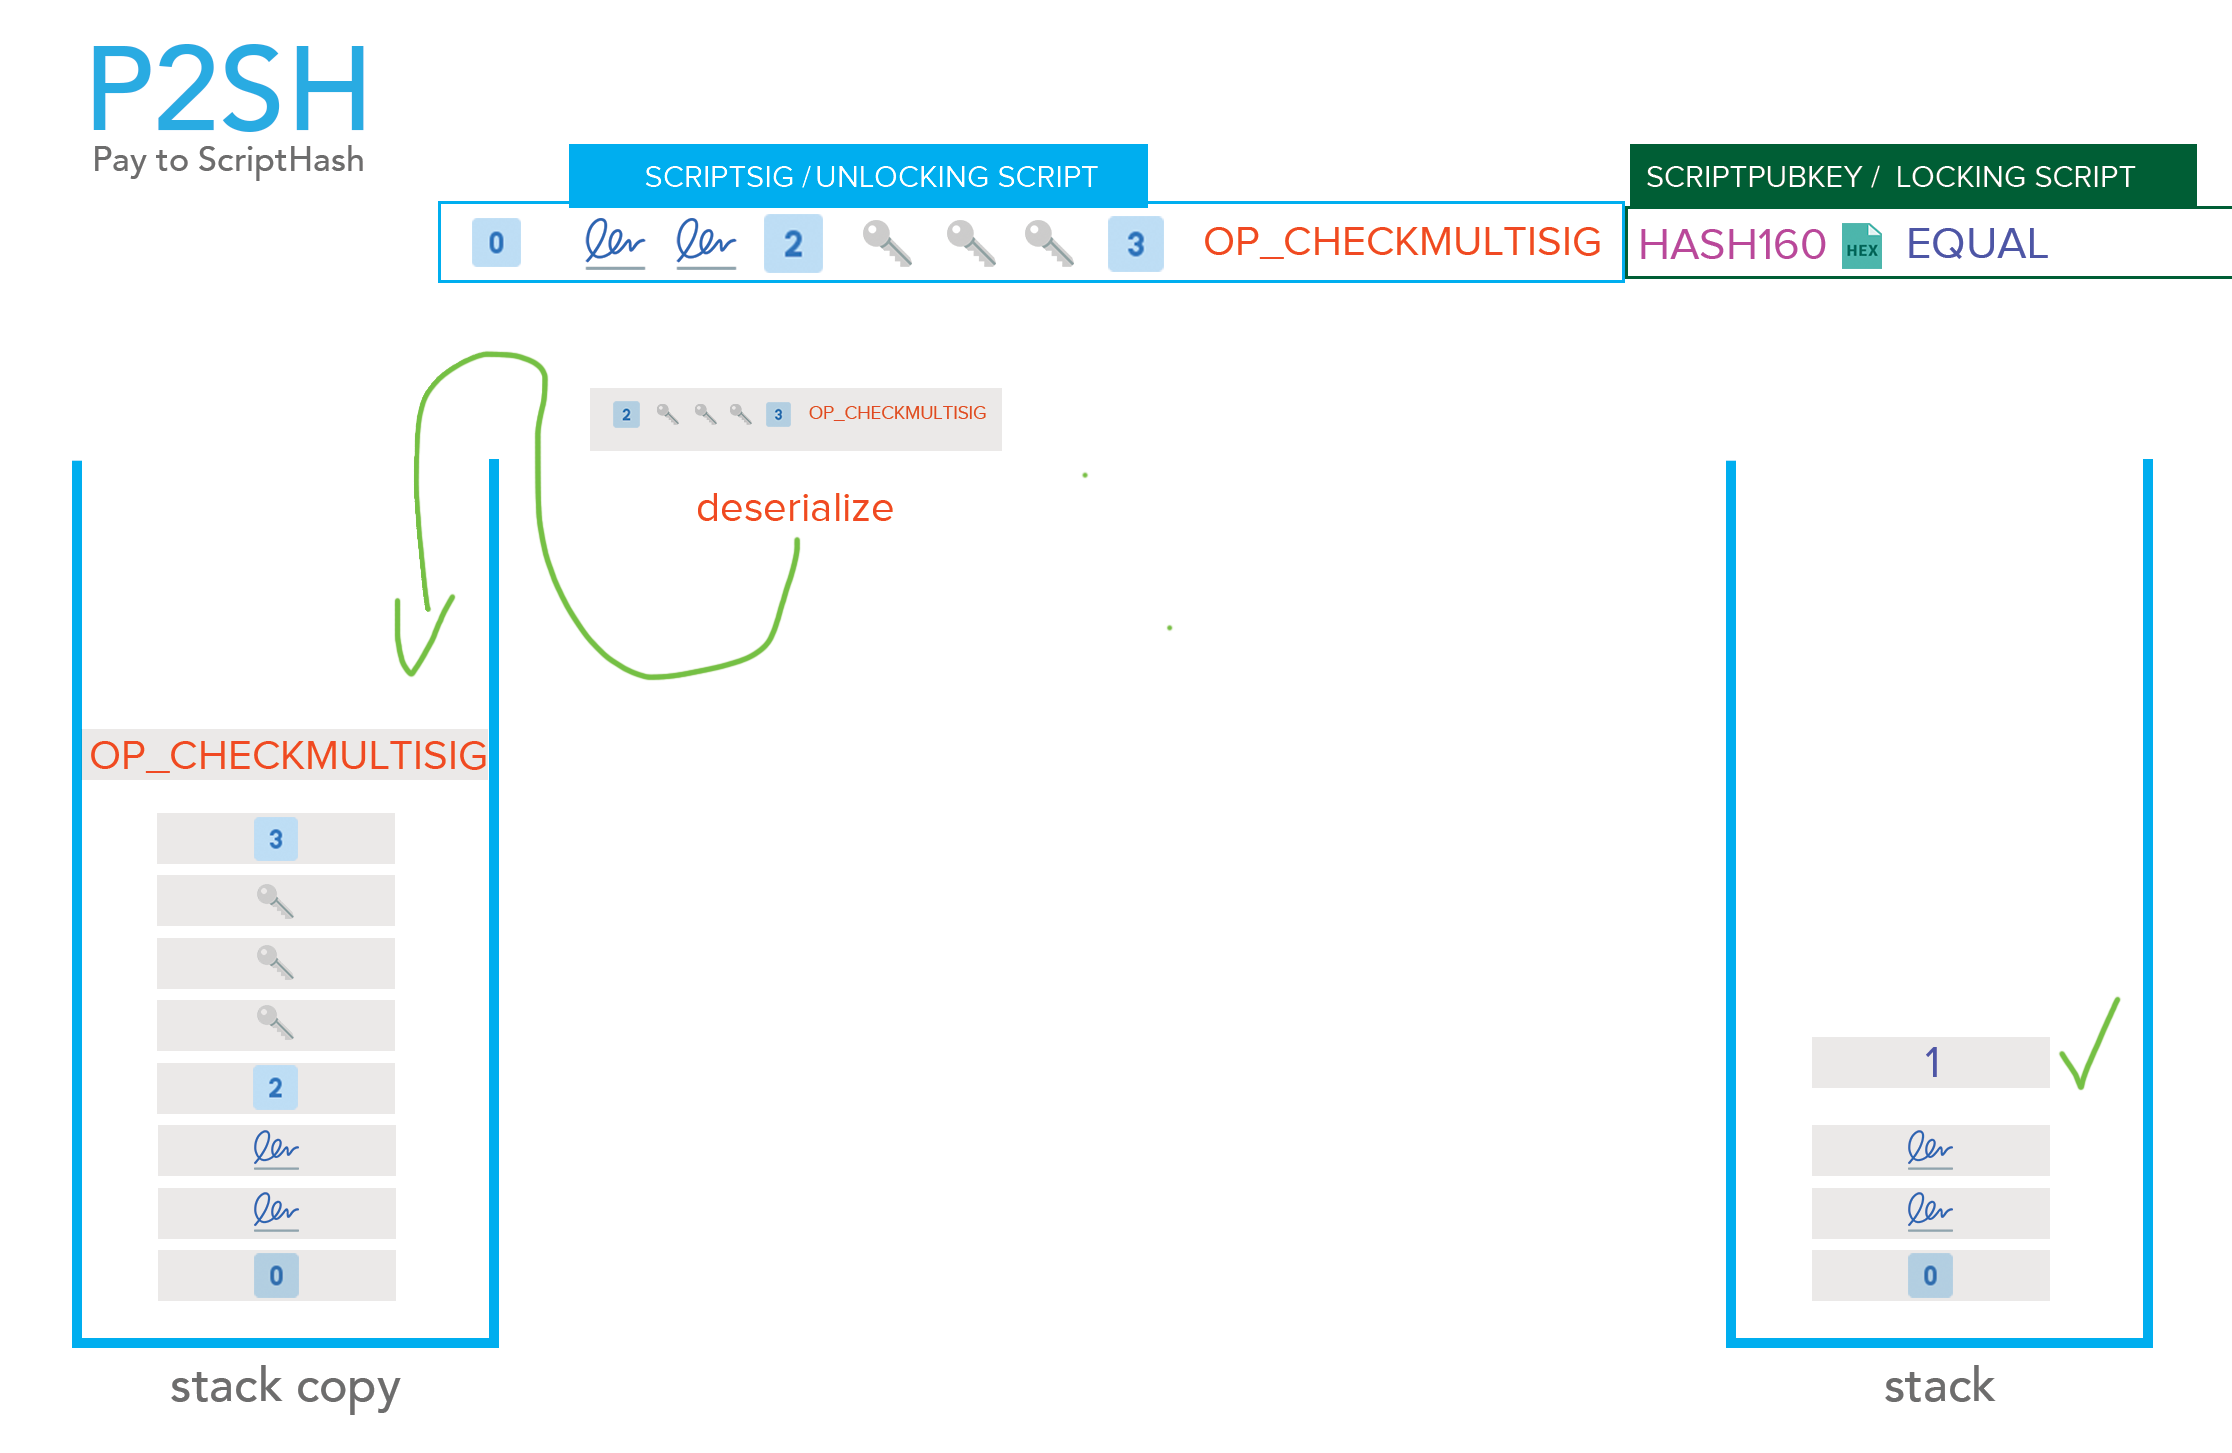 P2SH
Pay to ScriptHash
SCRIPTSIG / UNLOCKING SCRIPT
SCRIPTPUBKEY / LOCKING SCRIPT
0 2 3 OP_CHECKMULTISIG HASH160 HEX EQUAL
2 3 OP_CHECKMULTISIG
deserialize
OP_CHECKMULTISIG
3
2
0
stack copy
1
0
stack